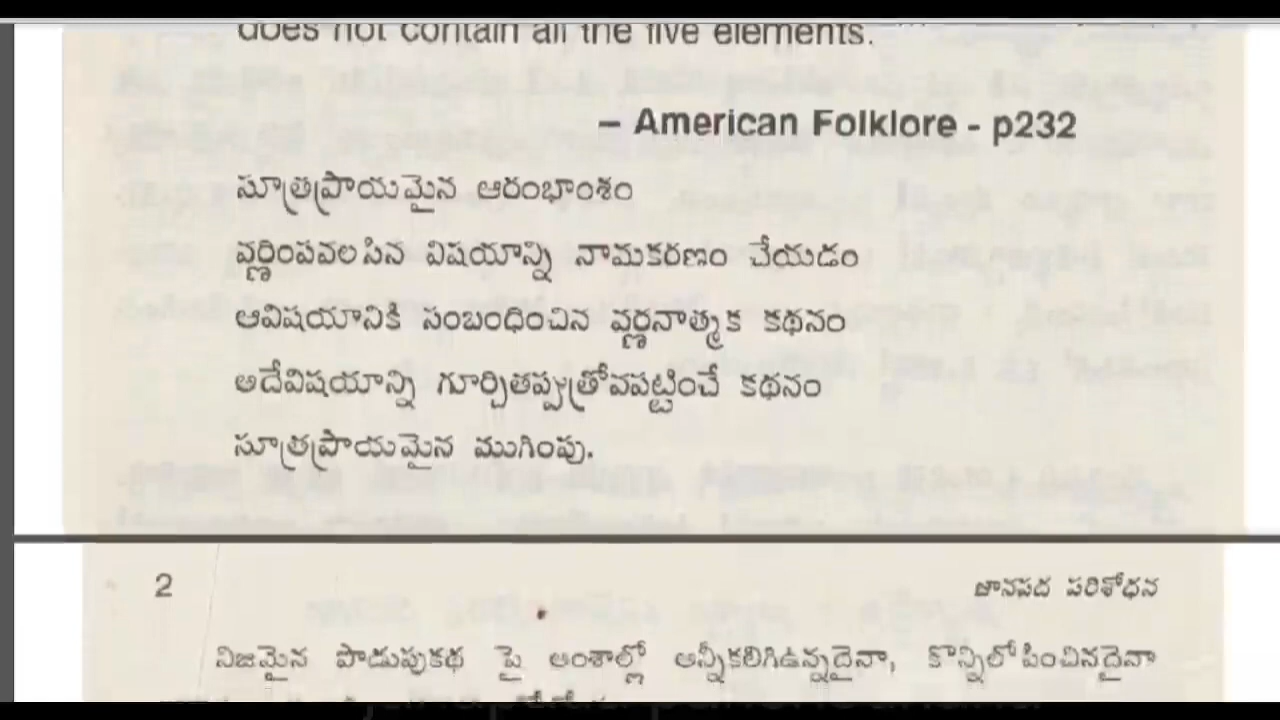 does not contain all the five elements.
– American Folklore - p232
సూత్రప్రాయమైన ఆరంభాంశం
వర్ణింపవలసిన విషయాన్ని నామకరణం చేయడం
ఆవిషయానికి సంబంధించిన వర్ణనాత్మక కథనం
అదేవిషయాన్ని గూర్చితప్పుత్రోవపట్టించే కథనం
సూత్రప్రాయమైన ముగింపు.
2 జానపద పరిశోధన
నిజమైన పొడుపుకథ పై అంశాల్లో అన్నీకలిగిఉన్నదైనా, కొన్నిలోపించినదైనా